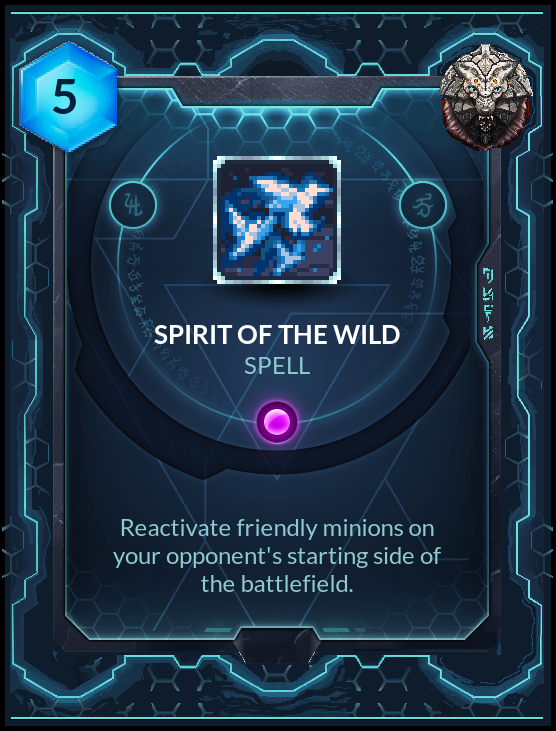 5
SPIRIT OF THE WILD
SPELL
Reactivate friendly minions on
your opponent's starting side of
the battlefield.